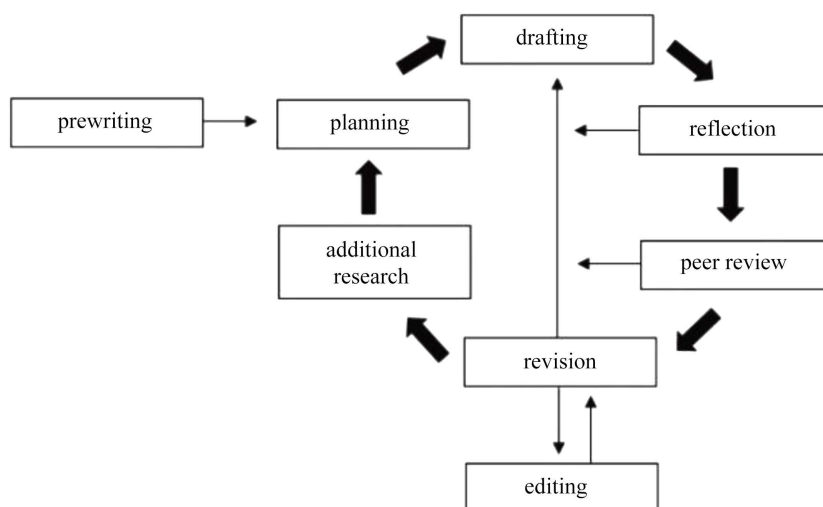 drafting
prewriting
planning
reflection
additional
research
peer review
revision
editing